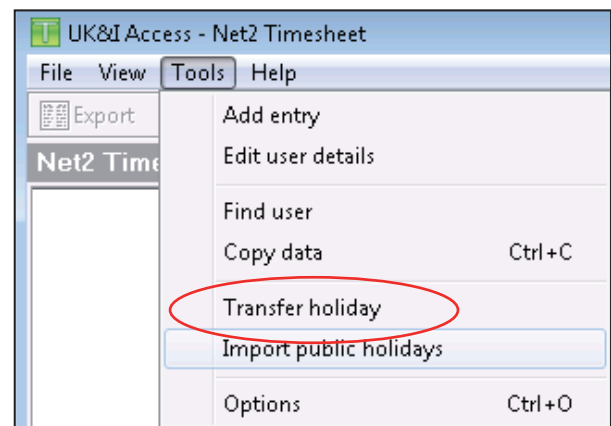 UK&I Access - Net2 Timesheet
File View Tools Help
Export
Net2 Time
Add entry
Edit user details
Find user
Copy data Ctrl+C
Transfer holiday
Import public holidays
Options Ctrl+O